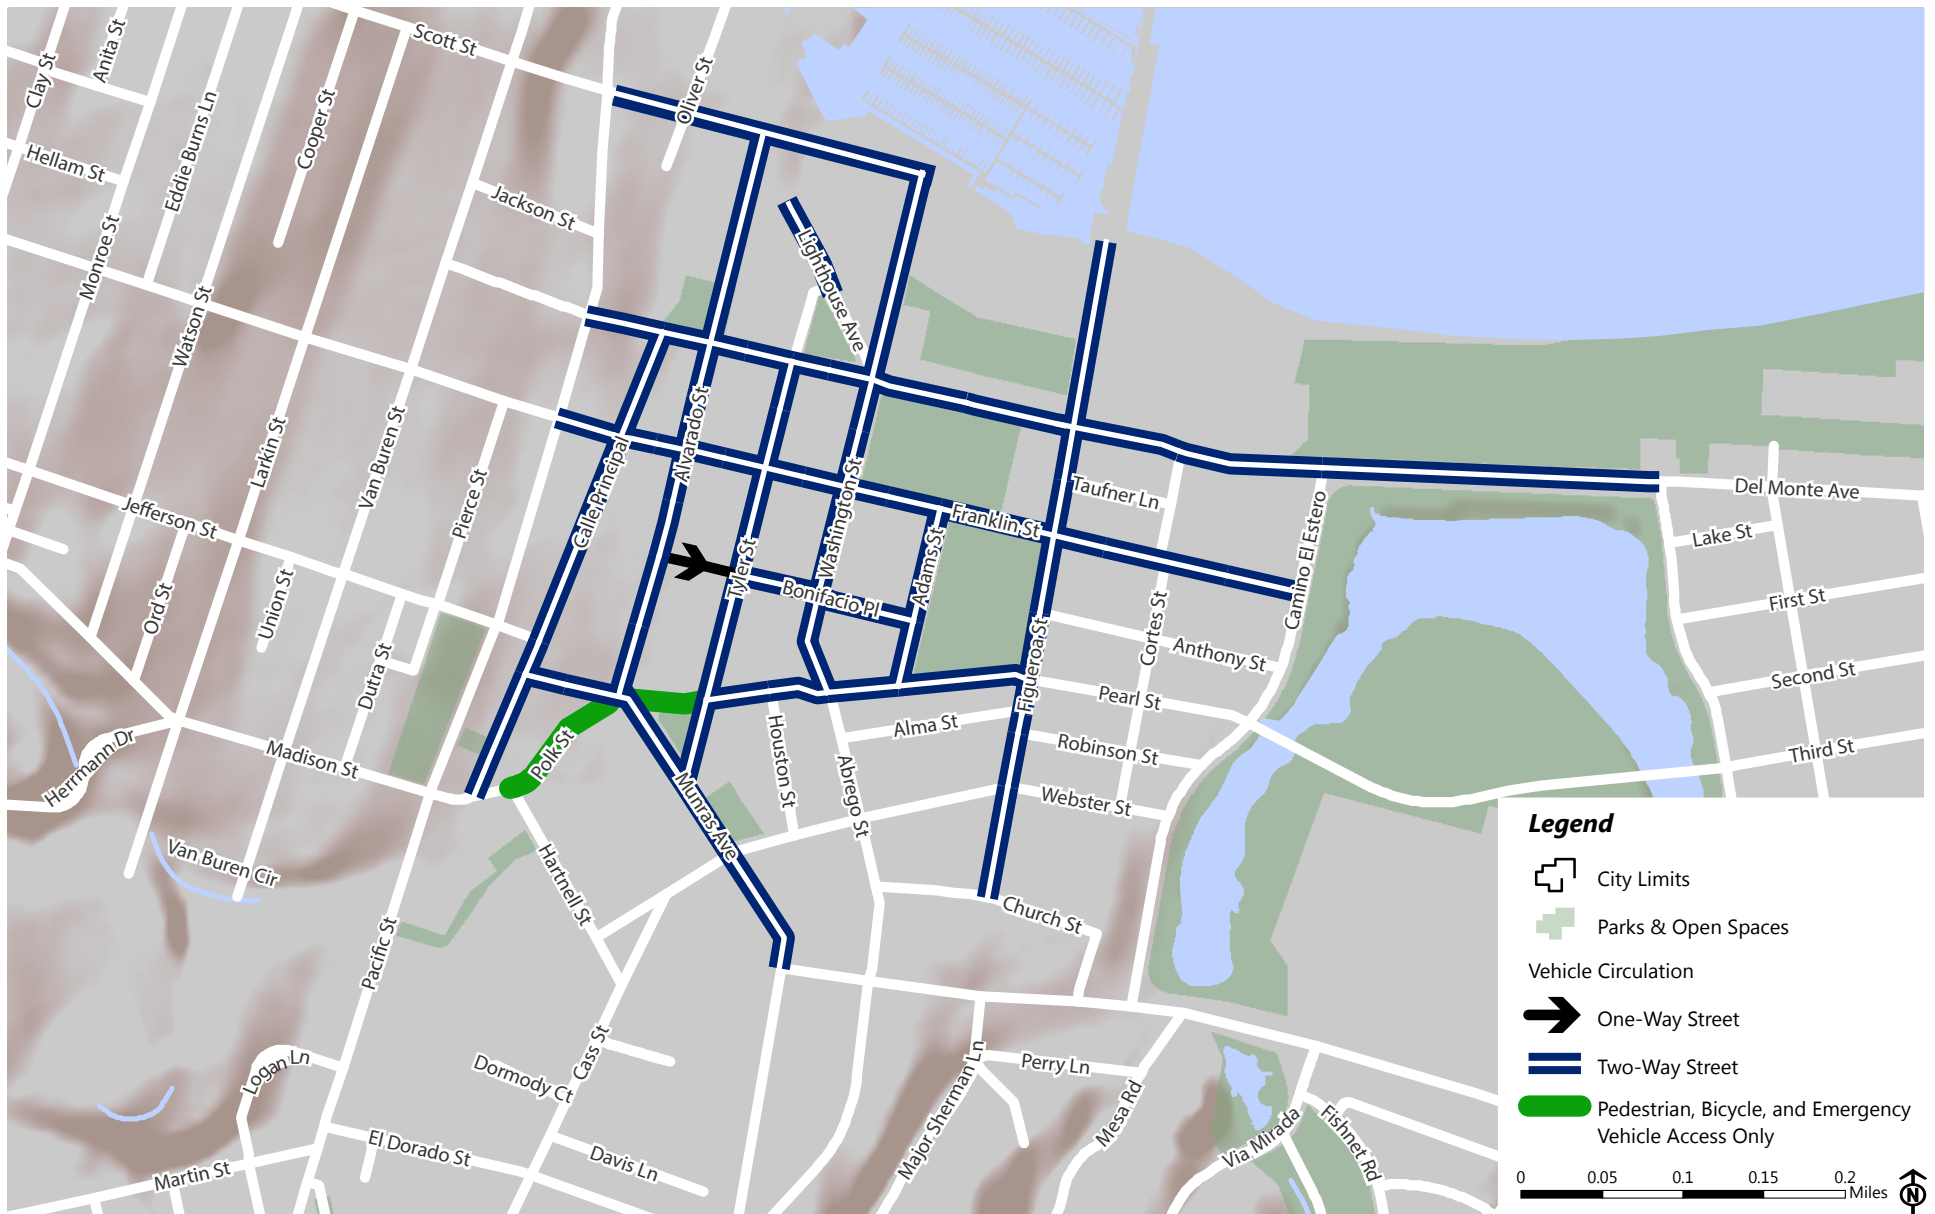 Scott St
Anita St
Clay St
Oliver St
Cooper St
Eddie Burns Ln
Hellam St
Jackson St
Monroe St
Lighthouse Ave
Watson St
Alvarado St
Larkin St
Van Buren St
Calle Principal
Washington St
Pierce St
Taufner Ln
Del Monte Ave
Jefferson St
Franklin St
Camino El Estero
Lake St
Tyler St
Adams St
Bonifacio Pl
Ord St
Union St
Cortes St
First St
Anthony St
Figueroa St
Dutra St
Second St
Pearl St
Alma St
Houston St
Robinson St
Polk St
Herrmann Dr
Madison St
Third St
Abrego St
Munras Ave
Webster St
Van Buren Cir
Hartnell St
Church St
Pacific St
Logan Ln
Cass St
Dormody Ct
Perry Ln
Major Sherman Ln
Mesa Rd
Via Mirada
Fishnet Rd
El Dorado St
Davis Ln
Martin St
Legend
City Limits
Parks & Open Spaces
Vehicle Circulation
One-Way Street
Two-Way Street
Pedestrian, Bicycle, and Emergency
Vehicle Access Only
0 0.05 0.1 0.15 0.2
Miles
N